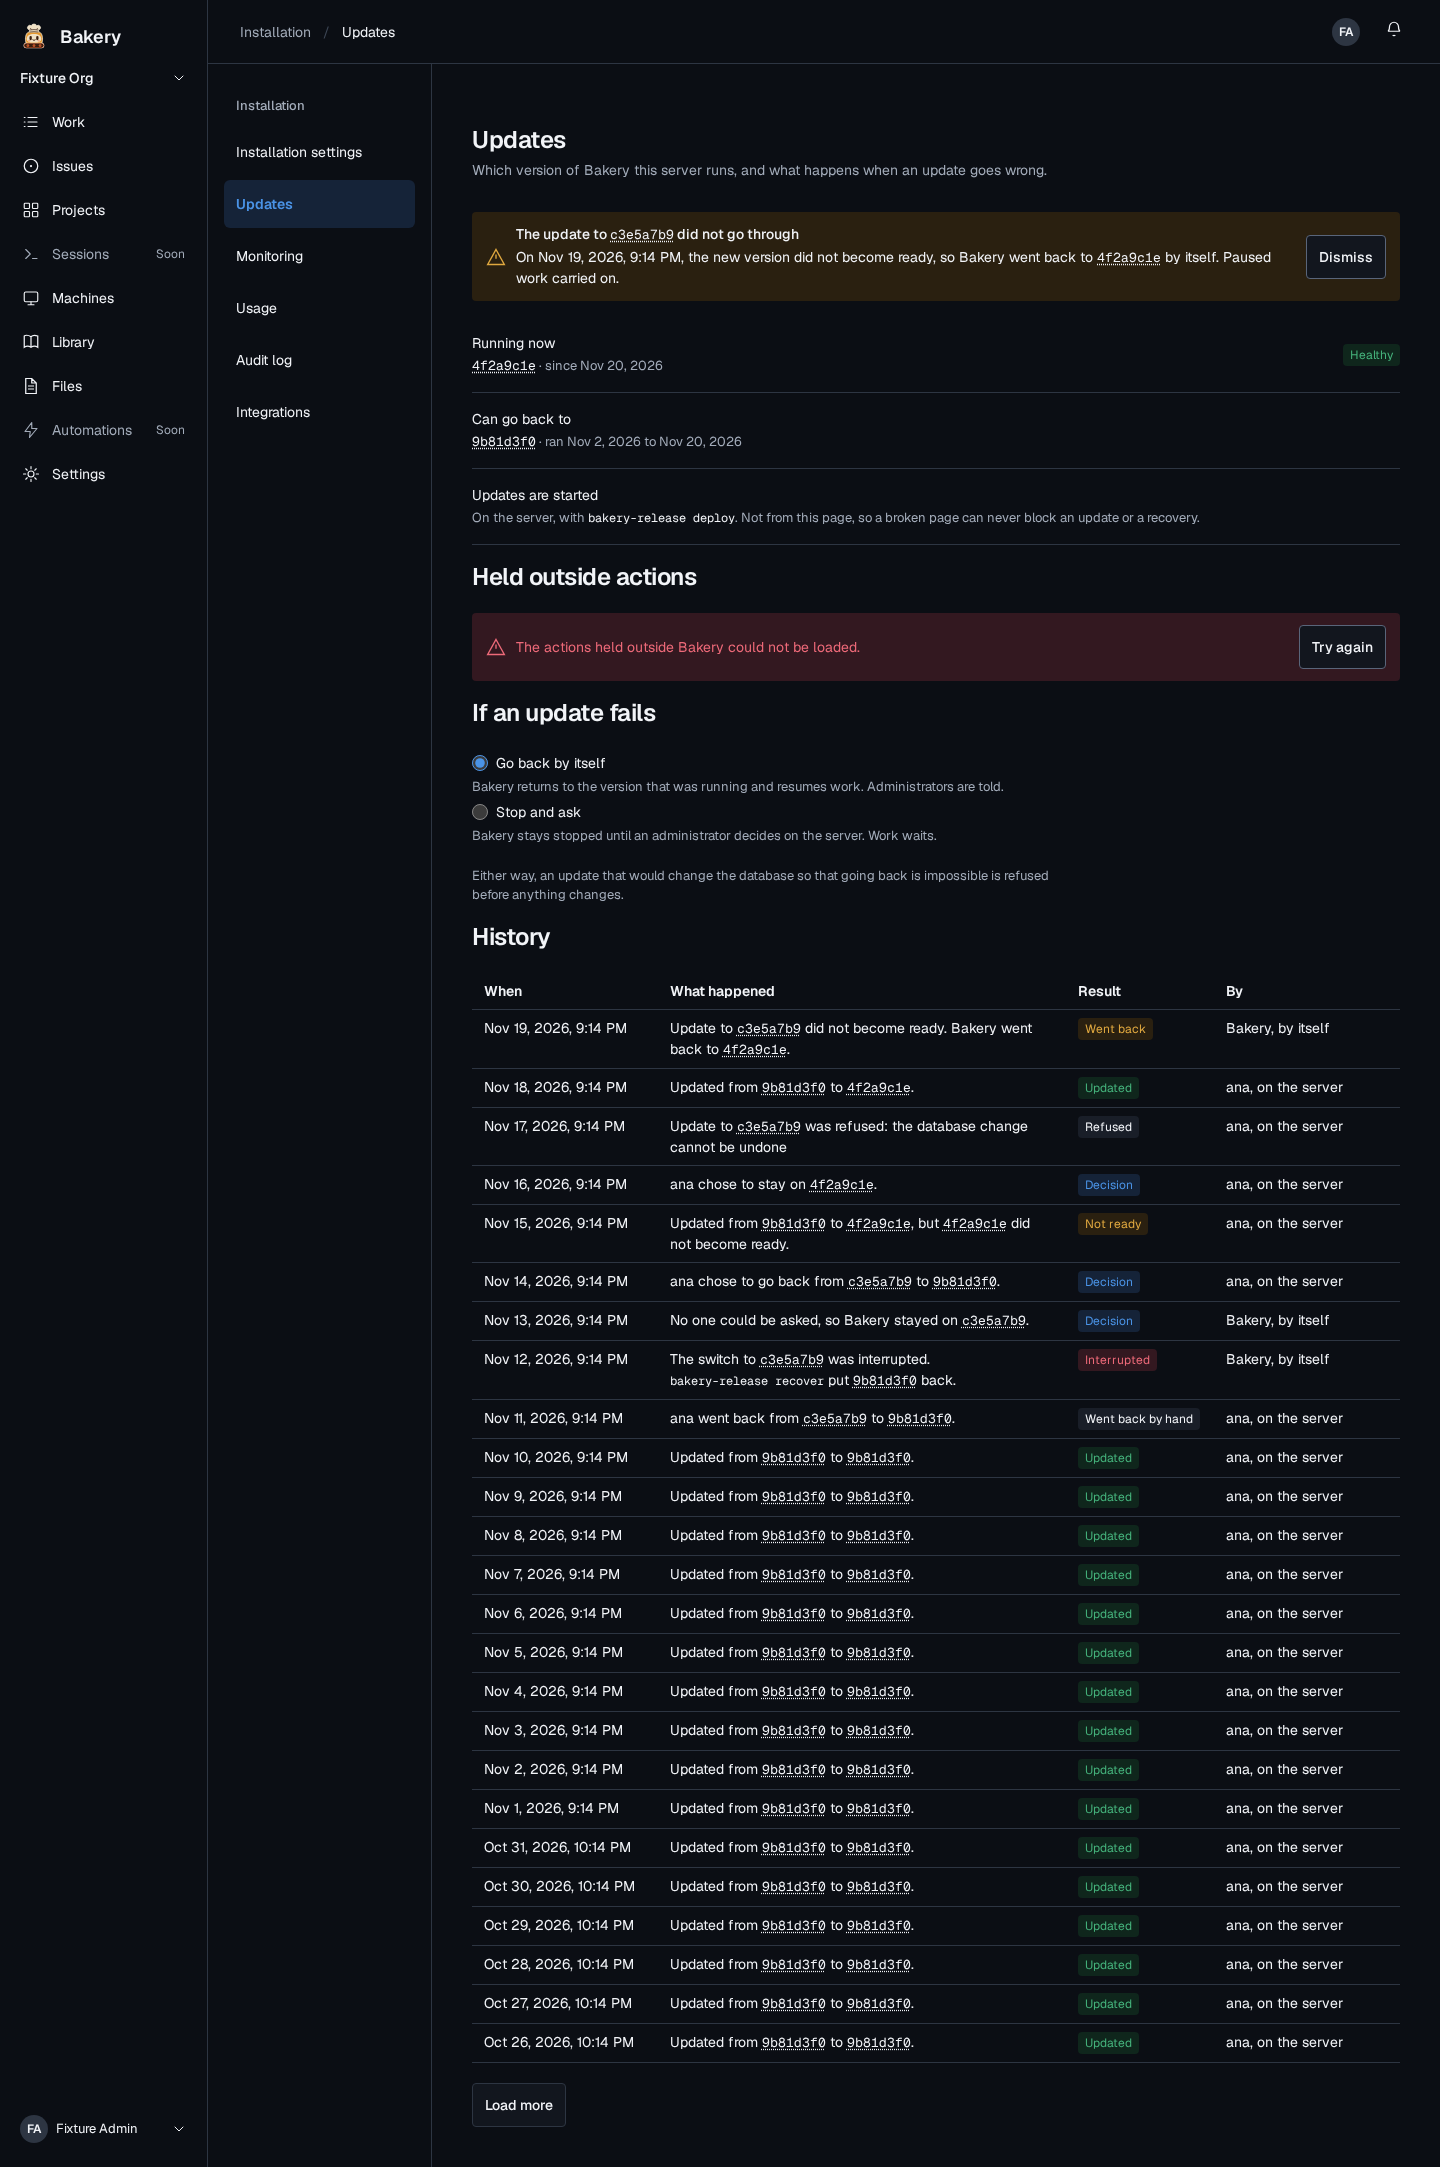 Bakery
Installation / Updates
FA
Fixture Org
Work
Issues
Projects
Sessions Soon
Machines
Library
Files
Automations Soon
Settings
Installation
Installation settings
Updates
Monitoring
Usage
Audit log
Integrations
Updates
Which version of Bakery this server runs, and what happens when an update goes wrong.
The update to c3e5a7b9 did not go through
On Nov 19, 2026, 9:14 PM, the new version did not become ready, so Bakery went back to 4f2a9c1e by itself. Paused
work carried on.
Dismiss
Running now
4f2a9c1e · since Nov 20, 2026
Healthy
Can go back to
9b81d3f0 · ran Nov 2, 2026 to Nov 20, 2026
Updates are started
On the server, with bakery-release deploy. Not from this page, so a broken page can never block an update or a recovery.
Held outside actions
The actions held outside Bakery could not be loaded.
Try again
If an update fails
Go back by itself
Bakery returns to the version that was running and resumes work. Administrators are told.
Stop and ask
Bakery stays stopped until an administrator decides on the server. Work waits.
Either way, an update that would change the database so that going back is impossible is refused
before anything changes.
History
When What happened Result By
Nov 19, 2026, 9:14 PM Update to c3e5a7b9 did not become ready. Bakery went Went back Bakery, by itself
back to 4f2a9c1e.
Nov 18, 2026, 9:14 PM Updated from 9b81d3f0 to 4f2a9c1e. Updated ana, on the server
Nov 17, 2026, 9:14 PM Update to c3e5a7b9 was refused: the database change Refused ana, on the server
cannot be undone
Nov 16, 2026, 9:14 PM ana chose to stay on 4f2a9c1e. Decision ana, on the server
Nov 15, 2026, 9:14 PM Updated from 9b81d3f0 to 4f2a9c1e, but 4f2a9c1e did Not ready ana, on the server
not become ready.
Nov 14, 2026, 9:14 PM ana chose to go back from c3e5a7b9 to 9b81d3f0. Decision ana, on the server
Nov 13, 2026, 9:14 PM No one could be asked, so Bakery stayed on c3e5a7b9. Decision Bakery, by itself
Nov 12, 2026, 9:14 PM The switch to c3e5a7b9 was interrupted. Interrupted Bakery, by itself
bakery-release recover put 9b81d3f0 back.
Nov 11, 2026, 9:14 PM ana went back from c3e5a7b9 to 9b81d3f0. Went back by hand ana, on the server
Nov 10, 2026, 9:14 PM Updated from 9b81d3f0 to 9b81d3f0. Updated ana, on the server
Nov 9, 2026, 9:14 PM Updated from 9b81d3f0 to 9b81d3f0. Updated ana, on the server
Nov 8, 2026, 9:14 PM Updated from 9b81d3f0 to 9b81d3f0. Updated ana, on the server
Nov 7, 2026, 9:14 PM Updated from 9b81d3f0 to 9b81d3f0. Updated ana, on the server
Nov 6, 2026, 9:14 PM Updated from 9b81d3f0 to 9b81d3f0. Updated ana, on the server
Nov 5, 2026, 9:14 PM Updated from 9b81d3f0 to 9b81d3f0. Updated ana, on the server
Nov 4, 2026, 9:14 PM Updated from 9b81d3f0 to 9b81d3f0. Updated ana, on the server
Nov 3, 2026, 9:14 PM Updated from 9b81d3f0 to 9b81d3f0. Updated ana, on the server
Nov 2, 2026, 9:14 PM Updated from 9b81d3f0 to 9b81d3f0. Updated ana, on the server
Nov 1, 2026, 9:14 PM Updated from 9b81d3f0 to 9b81d3f0. Updated ana, on the server
Oct 31, 2026, 10:14 PM Updated from 9b81d3f0 to 9b81d3f0. Updated ana, on the server
Oct 30, 2026, 10:14 PM Updated from 9b81d3f0 to 9b81d3f0. Updated ana, on the server
Oct 29, 2026, 10:14 PM Updated from 9b81d3f0 to 9b81d3f0. Updated ana, on the server
Oct 28, 2026, 10:14 PM Updated from 9b81d3f0 to 9b81d3f0. Updated ana, on the server
Oct 27, 2026, 10:14 PM Updated from 9b81d3f0 to 9b81d3f0. Updated ana, on the server
Oct 26, 2026, 10:14 PM Updated from 9b81d3f0 to 9b81d3f0. Updated ana, on the server
Load more
FA Fixture Admin